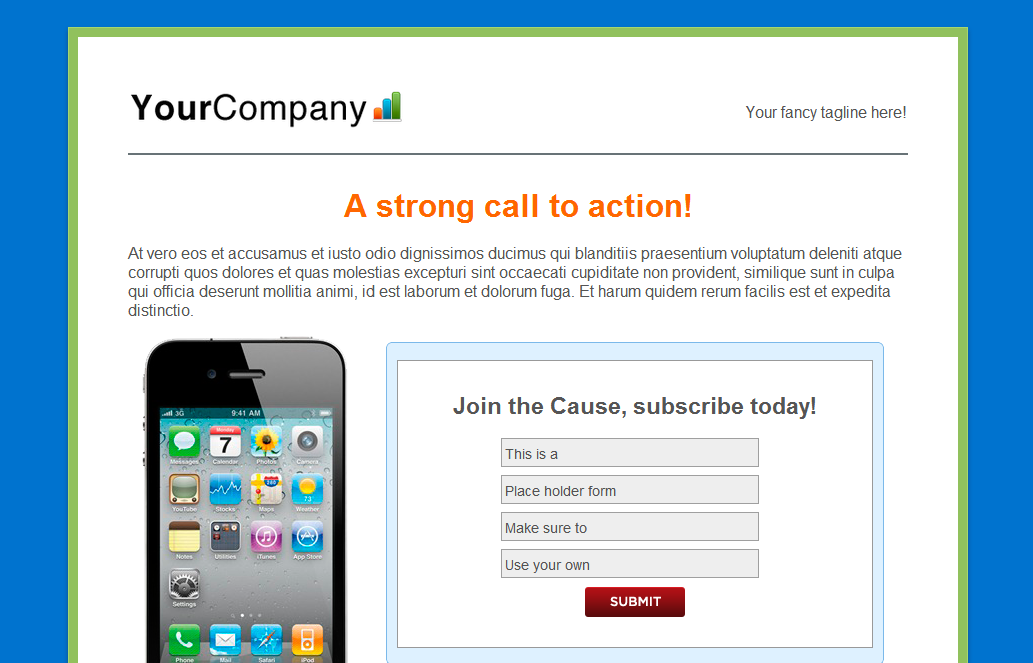 YourCompany
Your fancy tagline here!
A strong call to action!
At vero eos et accusamus et iusto odio dignissimos ducimus qui blanditiis praesentium voluptatum deleniti atque
corrupti quos dolores et quas molestias excepturi sint occaecati cupiditate non provident, similique sunt in culpa
qui officia deserunt mollitia animi, id est laborum et dolorum fuga. Et harum quidem rerum facilis est et expedita
distinctio.
3G 9:41 AM
Monday
7
280
73°
Messages Calendar Photos Camera
YouTube Stocks Maps Weather
Notes Utilities iTunes App Store
Settings
Phone Mail Safari iPod
Join the Cause, subscribe today!
This is a
Place holder form
Make sure to
Use your own
SUBMIT